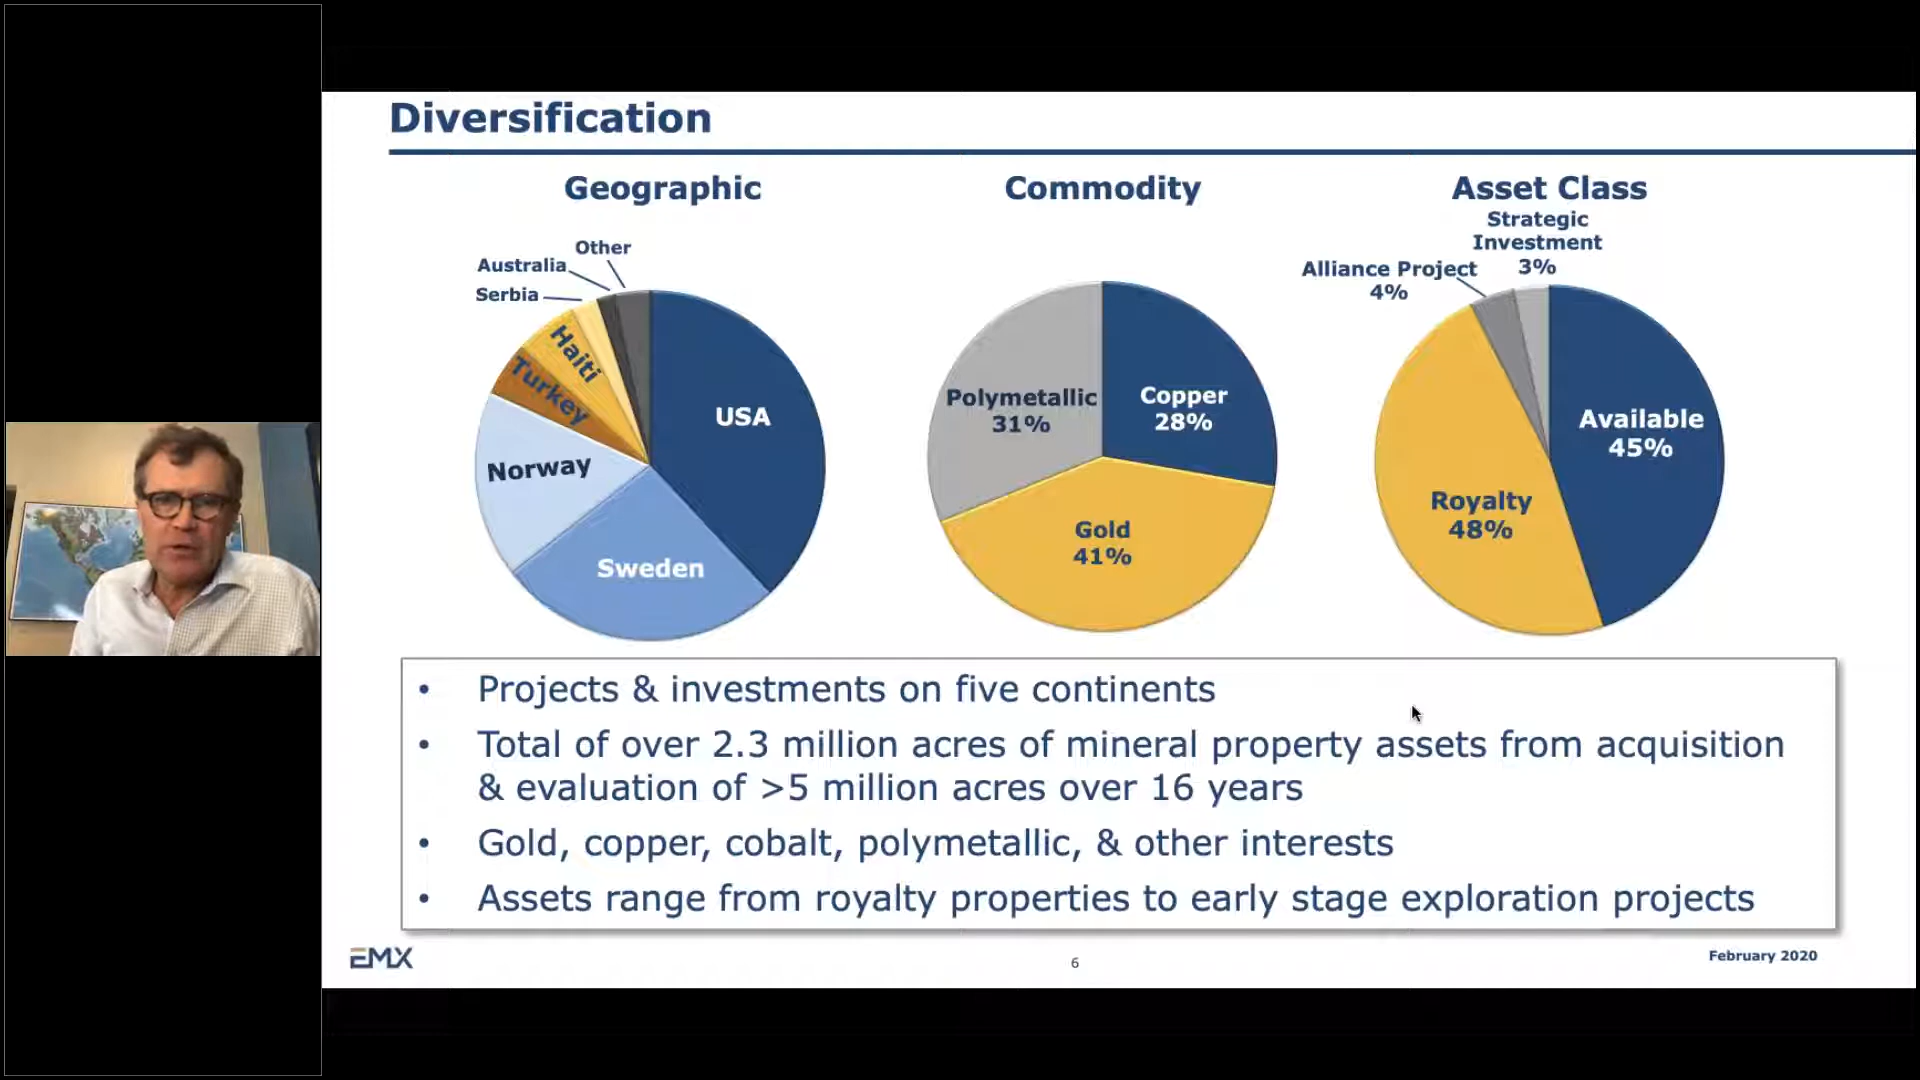 Diversification
Geographic
Other
Australia
Serbia
Haiti
Turkey
USA
Norway
Sweden
Commodity
Polymetallic
31%
Copper
28%
Gold
41%
Asset Class
Strategic
Investment
3%
Alliance Project
4%
Available
45%
Royalty
48%
• Projects & investments on five continents
• Total of over 2.3 million acres of mineral property assets from acquisition
& evaluation of >5 million acres over 16 years
• Gold, copper, cobalt, polymetallic, & other interests
• Assets range from royalty properties to early stage exploration projects
EMX
6
February 2020